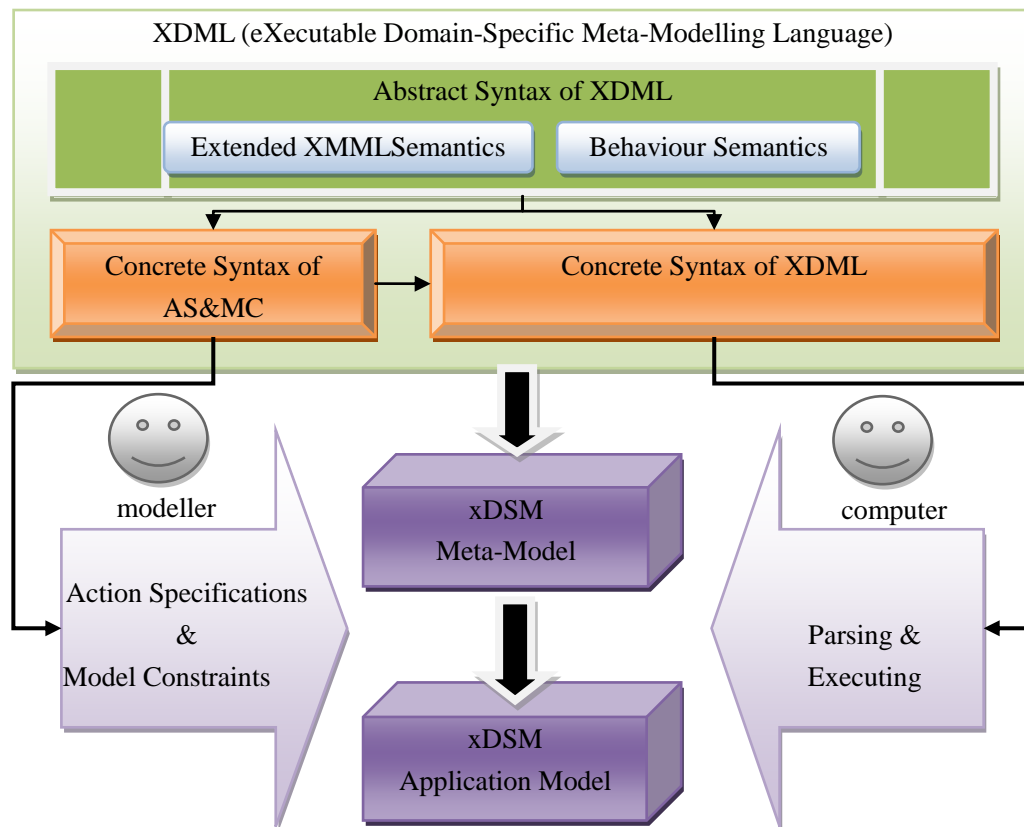 XDML (eXecutable Domain-Specific Meta-Modelling Language)
Abstract Syntax of XDML
Extended XMMLSemantics
Behaviour Semantics
Concrete Syntax of
AS&MC
Concrete Syntax of XDML
modeller
computer
xDSM
Meta-Model
Action Specifications
&
Model Constraints
Parsing &
Executing
xDSM
Application Model